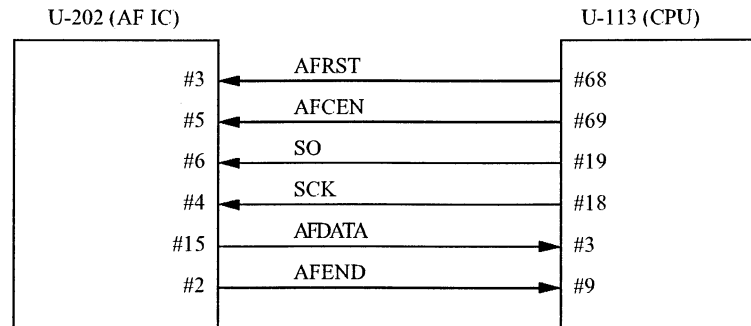 U-202 (AF IC) U-113 (CPU)
#3 AFRST #68
#5 AFCEN #69
#6 SO #19
#4 SCK #18
#15 AFDATA #3
#2 AFEND #9